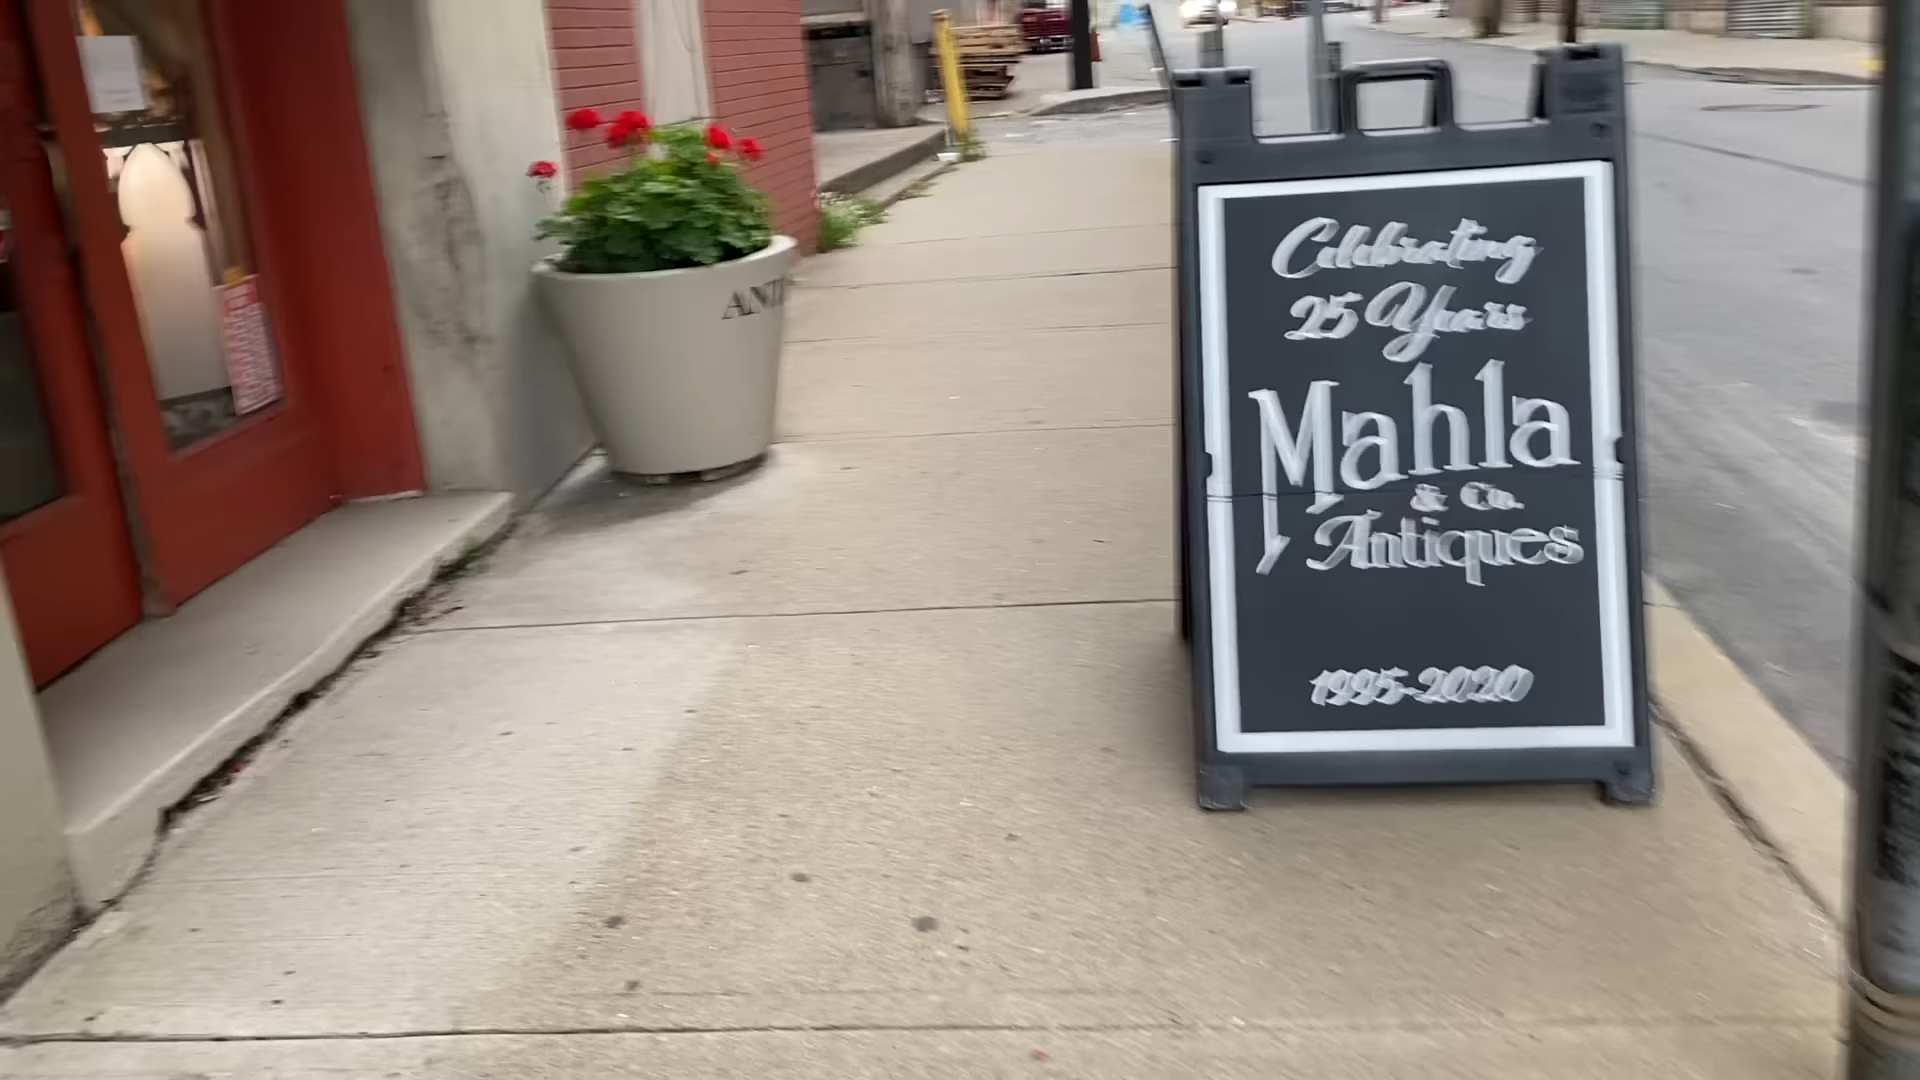 Celebrating
25 Years
Mahla
& Co.
Antiques
1995-2020